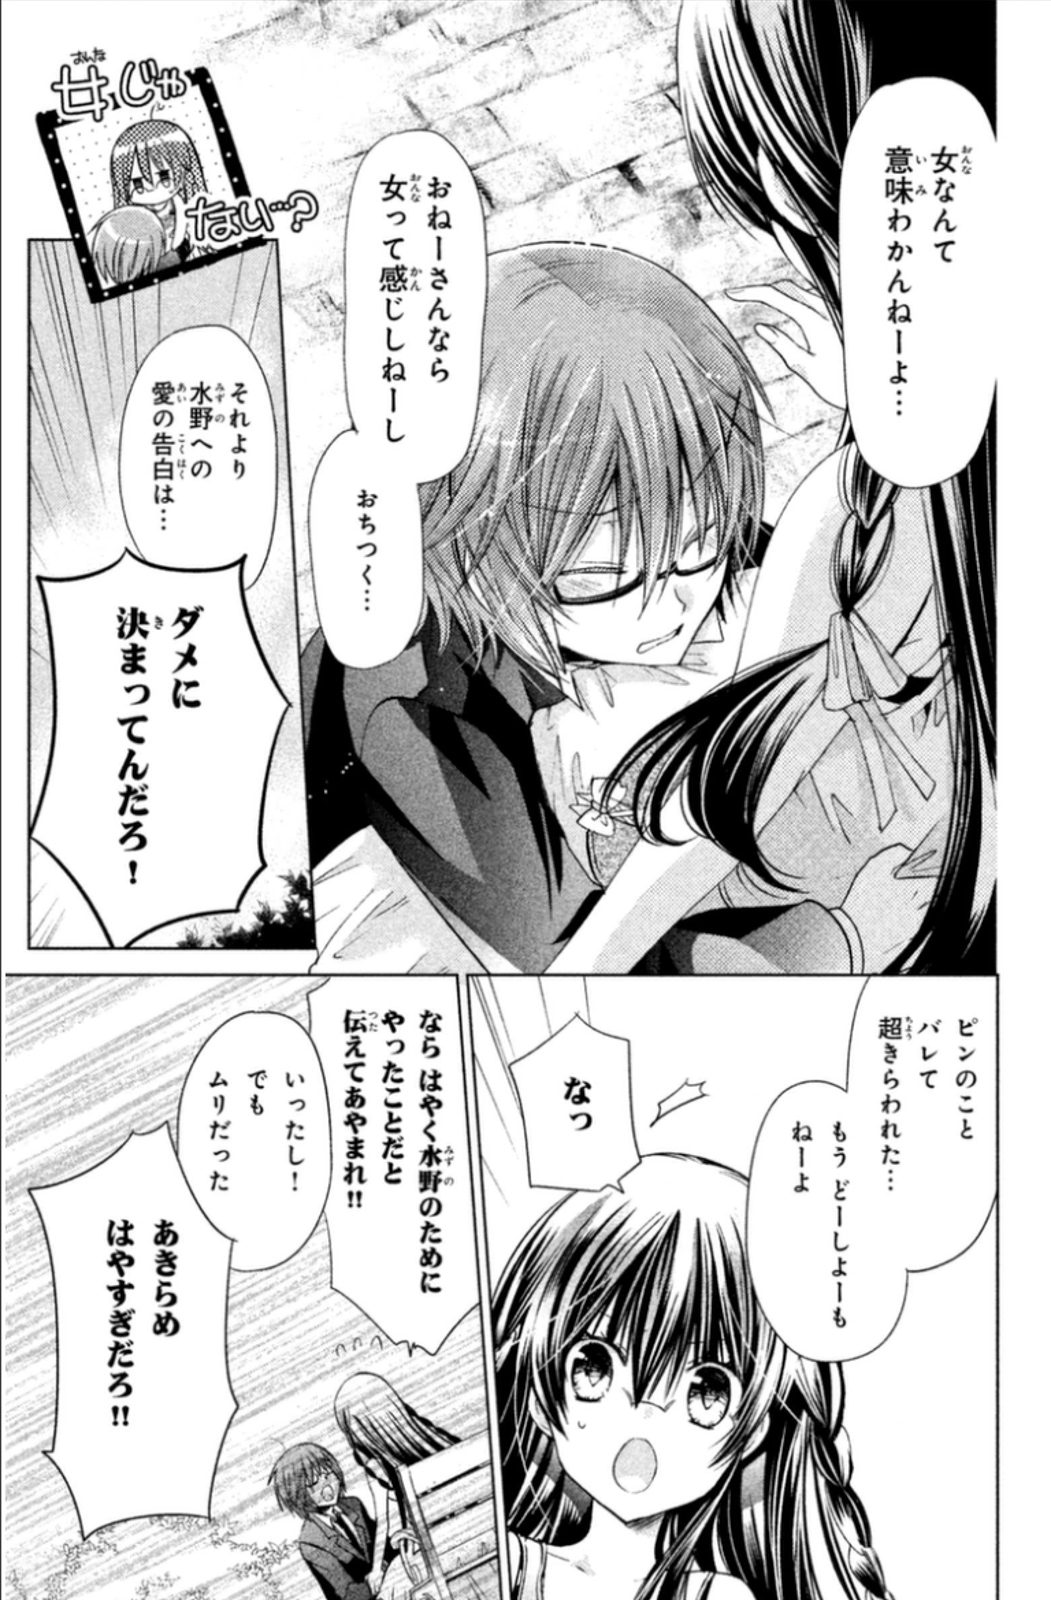 女なんて
意味わかんねーよ…
おねーさんなら
女って感じしねーし
おちつく…
女じゃ
ない…?
それより
水野への
愛の告白は…
ダメに
決まってんだろ!
ピンのこと
バレて
超きらわれた…
もう どーしよーも
ねーよ
なっ
なら はやく水野のために
やったことだと
伝えてあやまれ!!
いったし!
でも
ムリだった
あきらめ
はやすぎだろ!!